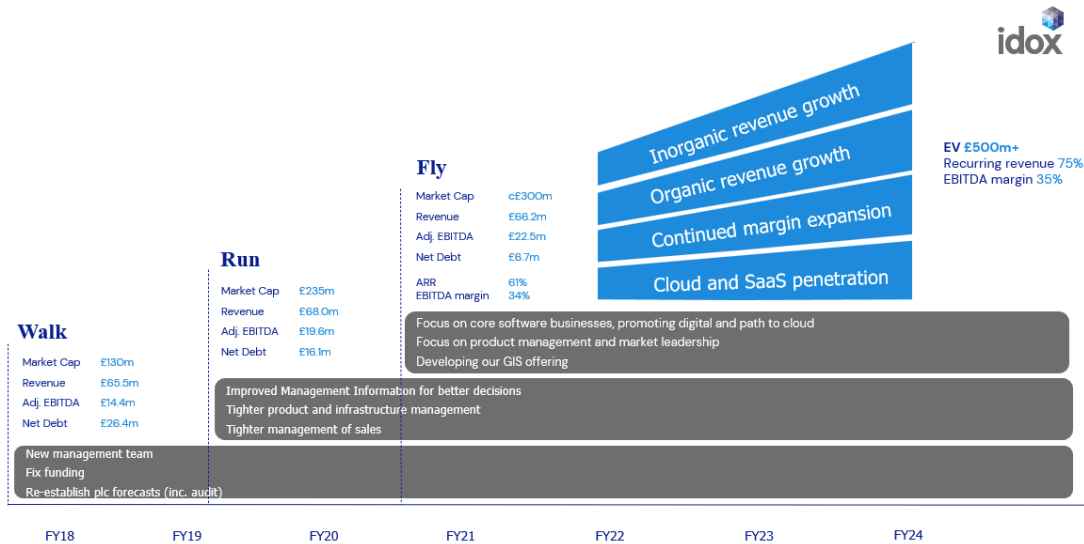 idox
Inorganic revenue growth
Organic revenue growth
Continued margin expansion
Cloud and SaaS penetration
EV £500m+
Recurring revenue 75%
EBITDA margin 35%
Fly
Market Cap c£300m
Revenue £66.2m
Adj. EBITDA £22.5m
Net Debt £6.7m
ARR 61%
EBITDA margin 34%
Run
Market Cap £235m
Revenue £68.0m
Adj. EBITDA £19.6m
Net Debt £16.1m
Walk
Market Cap £130m
Revenue £65.5m
Adj. EBITDA £14.4m
Net Debt £26.4m
Focus on core software businesses, promoting digital and path to cloud
Focus on product management and market leadership
Developing our GIS offering
Improved Management Information for better decisions
Tighter product and infrastructure management
Tighter management of sales
New management team
Fix funding
Re-establish plc forecasts (inc. audit)
FY18 FY19 FY20 FY21 FY22 FY23 FY24